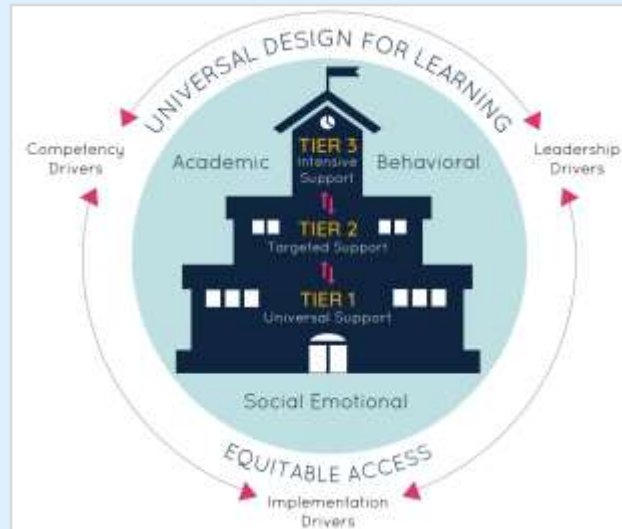 UNIVERSAL DESIGN FOR LEARNING
Competency
Drivers
Academic
TIER 3
Intensive
Support
Behavioral
Leadership
Drivers
TIER 2
Targeted Support
TIER 1
Universal Support
Social Emotional
EQUITABLE ACCESS
Implementation
Drivers